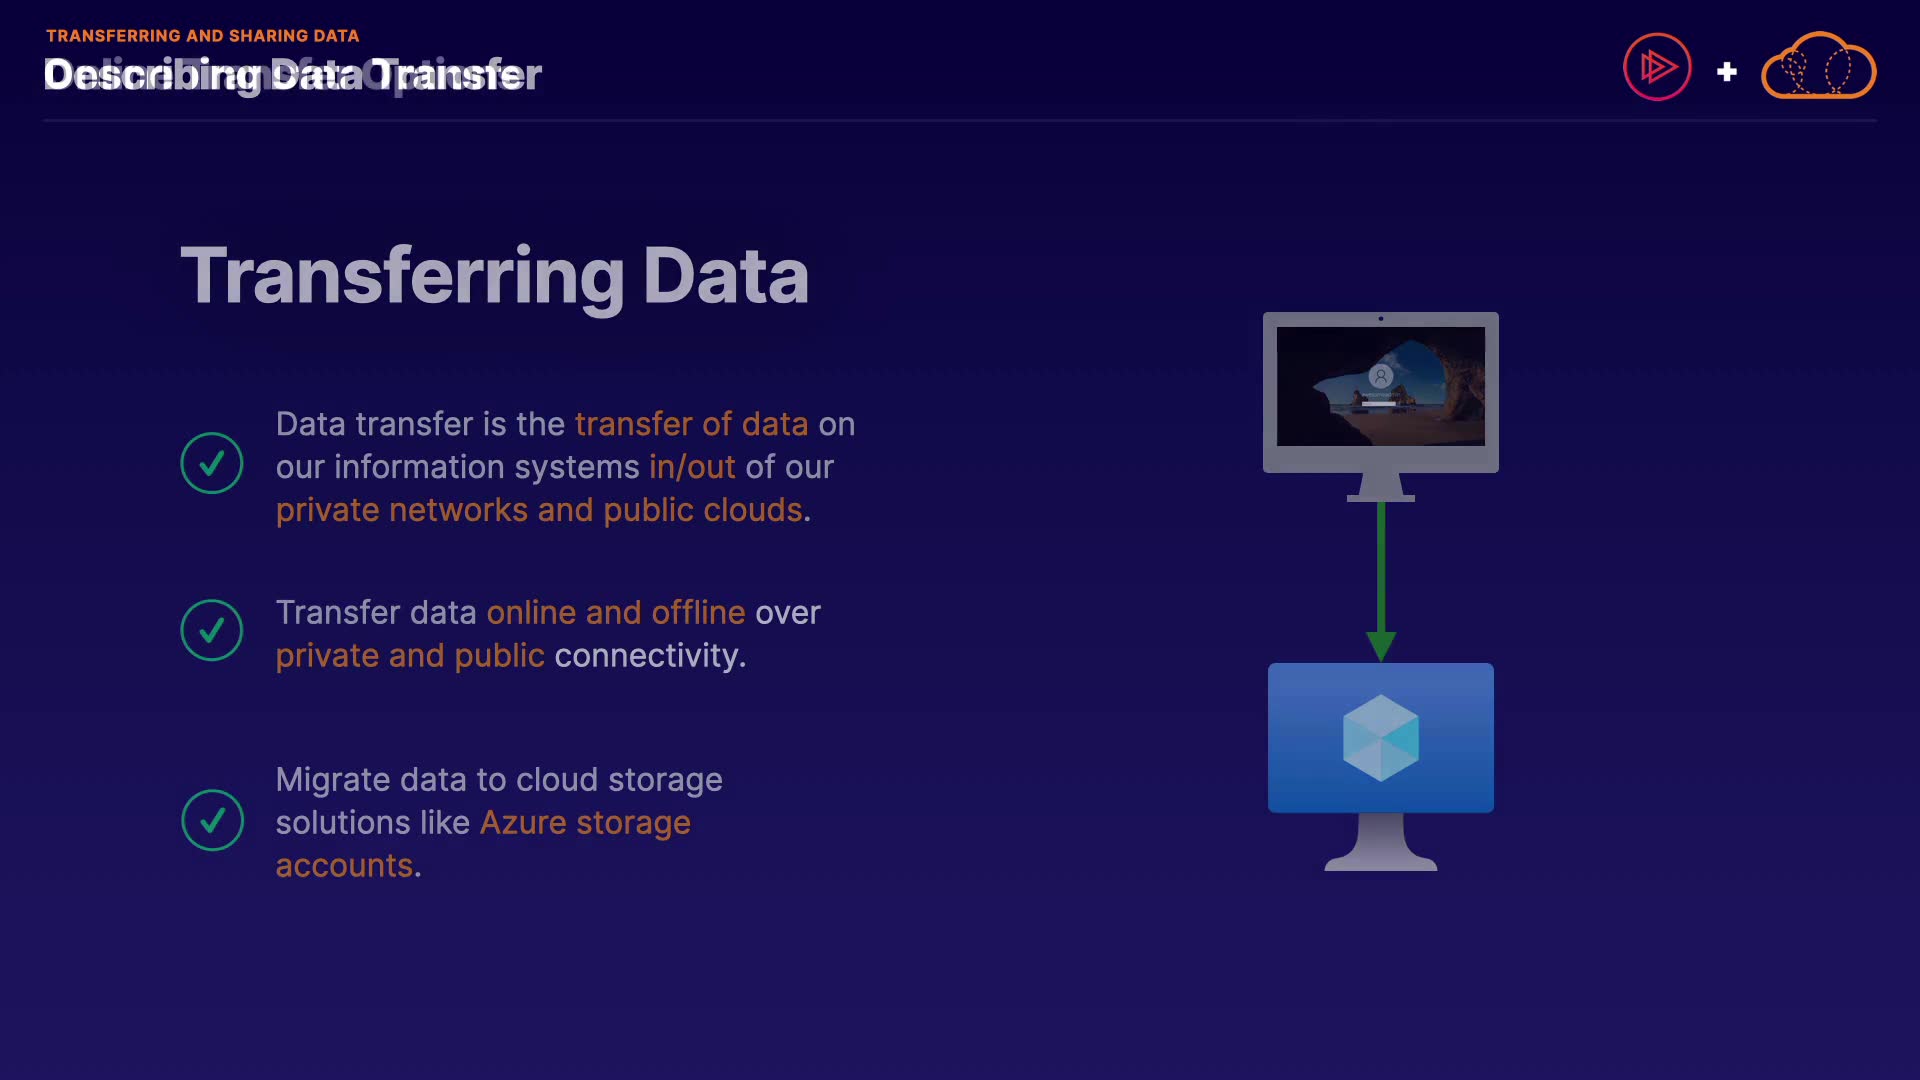 TRANSFERRING AND SHARING DATA
Describing Data Transfer
Transferring Data
Data transfer is the transfer of data on
our information systems in/out of our
private networks and public clouds.
Transfer data online and offline over
private and public connectivity.
Migrate data to cloud storage
solutions like Azure storage
accounts.